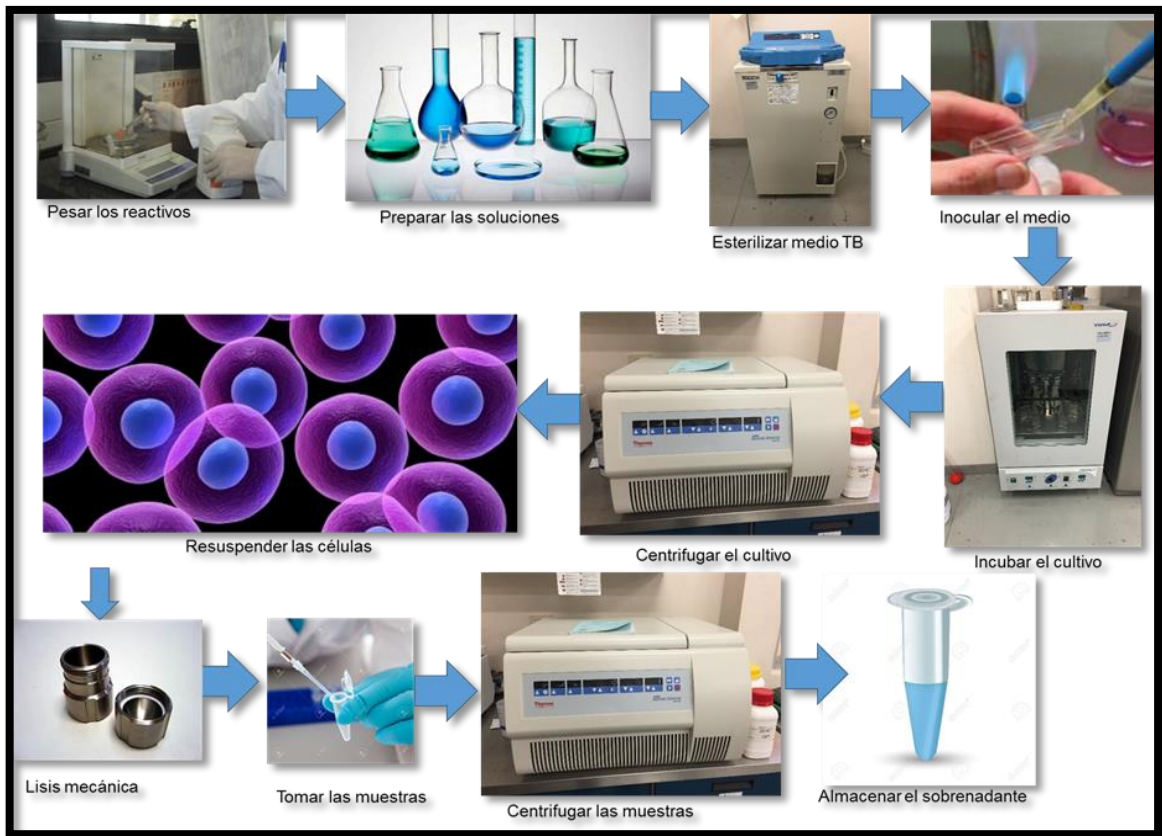 Pesar los reactivos
Preparar las soluciones
Esterilizar medio TB
Inocular el medio
Resuspender las células
Centrifugar el cultivo
Incubar el cultivo
Lisis mecánica
Tomar las muestras
Centrifugar las muestras
Almacenar el sobrenadante